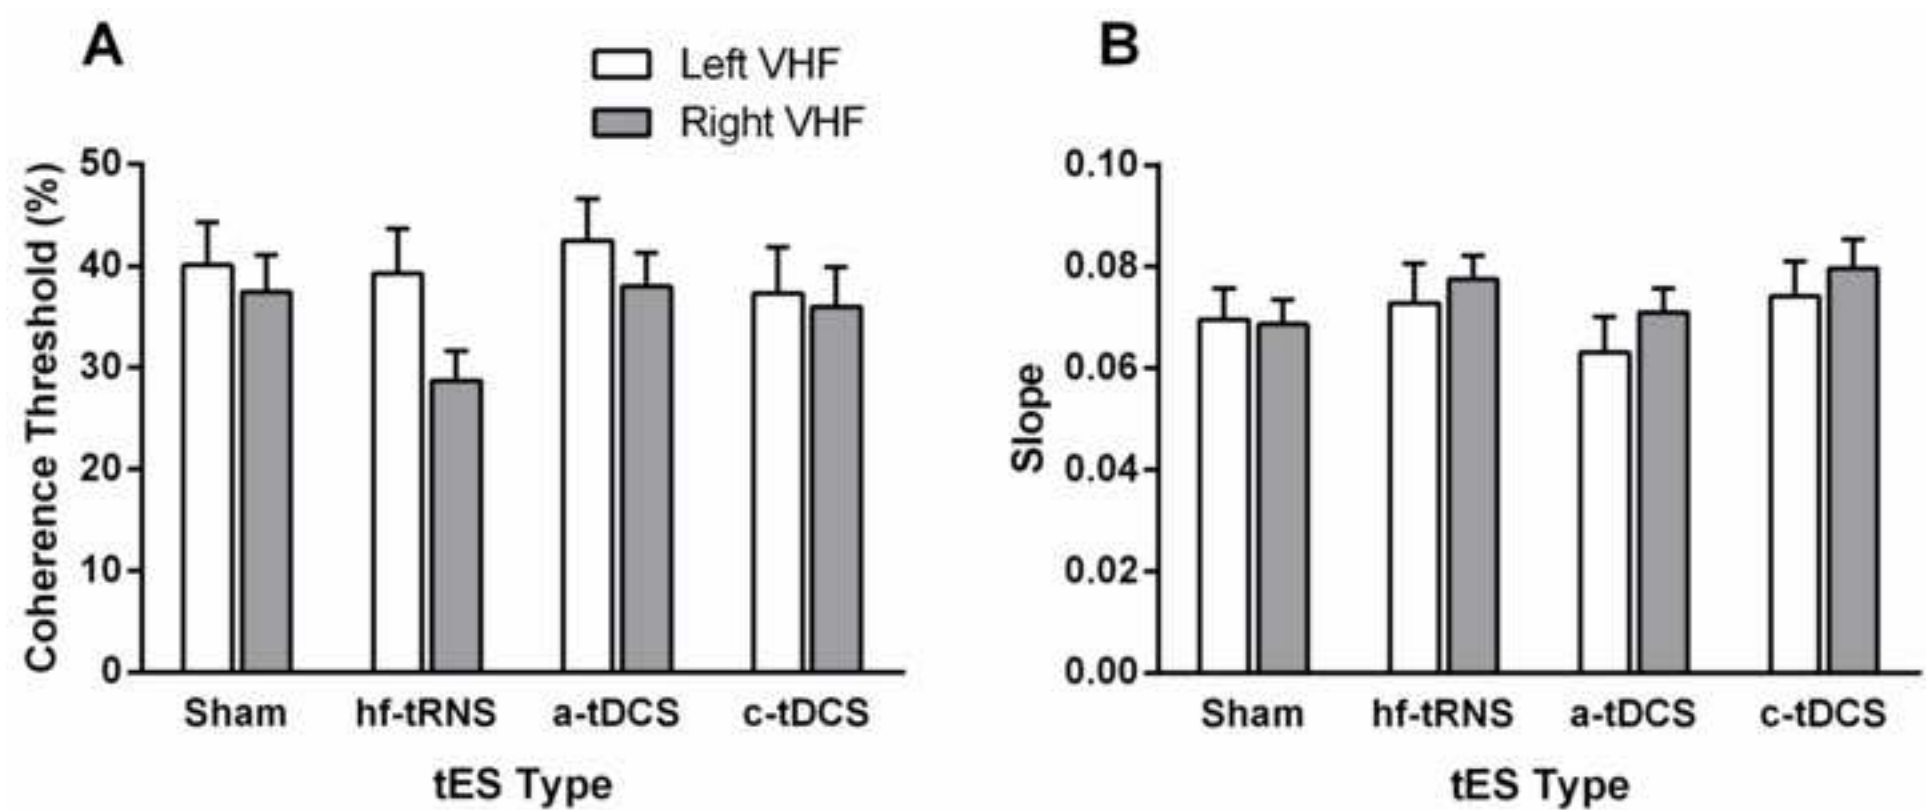 A
Left VHF
Right VHF
Coherence Threshold (%)
50
40
30
20
10
0
Sham hf-tRNS a-tDCS c-tDCS
tES Type
B
Slope
0.10
0.08
0.06
0.04
0.02
0.00
Sham hf-tRNS a-tDCS c-tDCS
tES Type